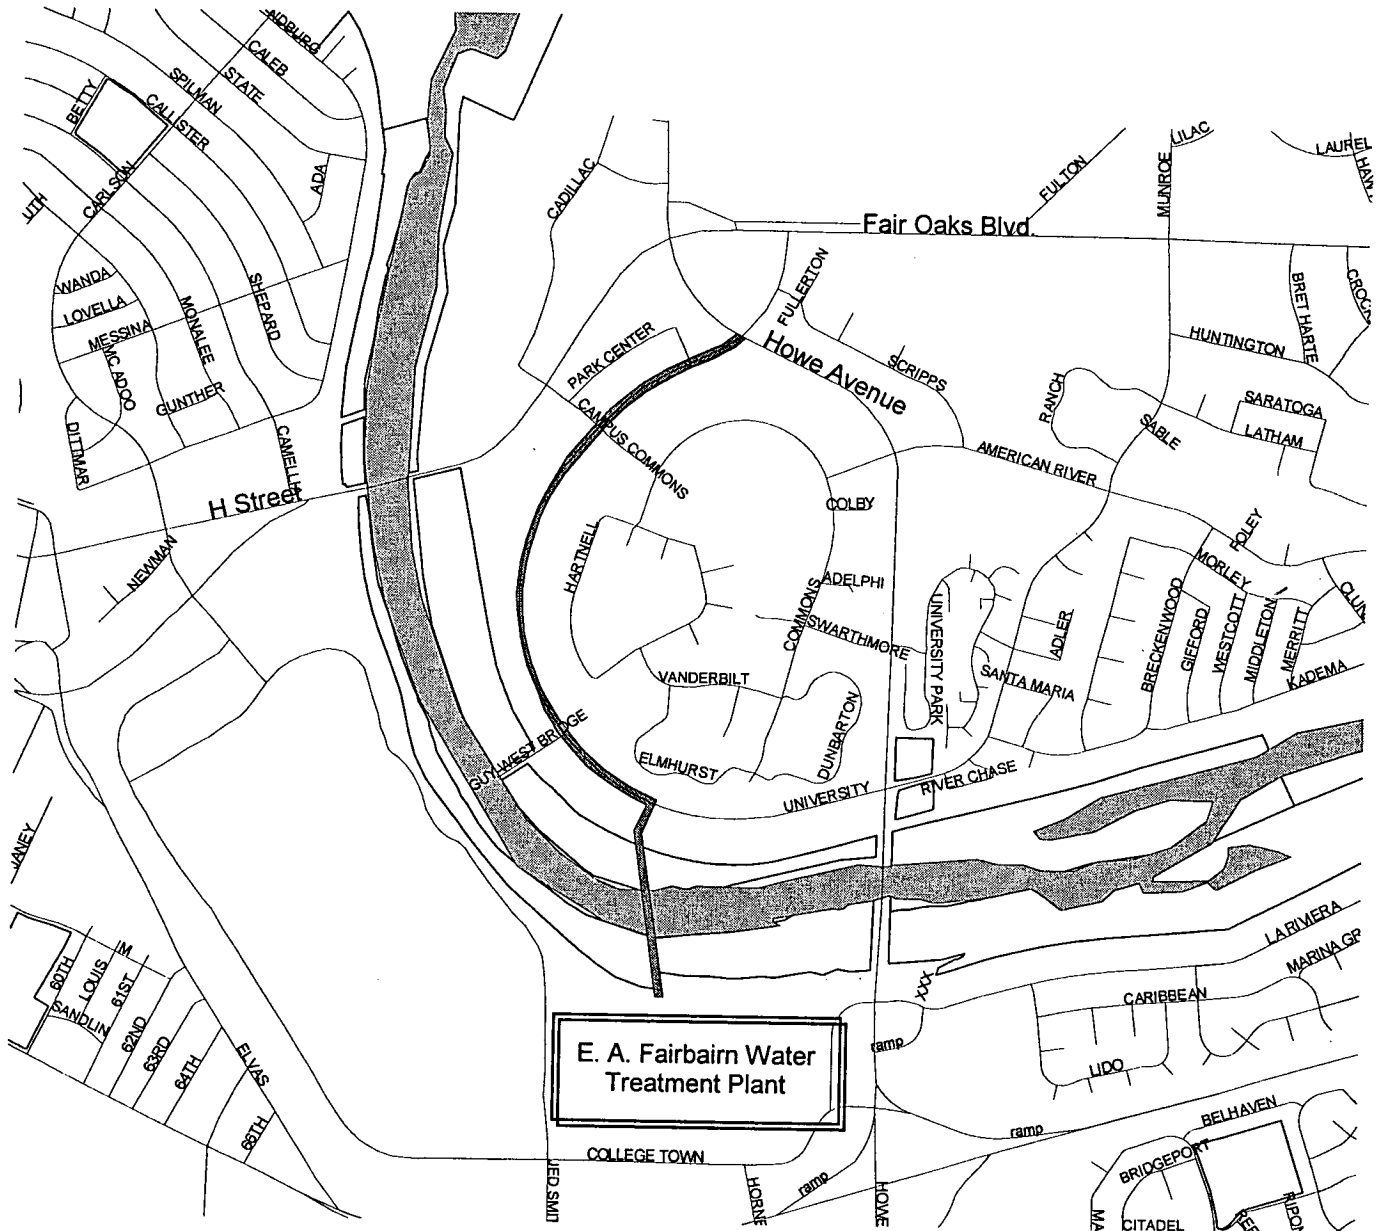 CALEB
STATE
SPILMAN
BETTY
CALLISTER
CARLSON
ADA
CADILLAC
LILAC
LAUREL
FULTON
MUNROE
Fair Oaks Blvd.
WANDA
LOVELLA
MESSINA
MONALEE
SHEPARD
MC ADOO
GUNTHER
DITTMAR
H Street
NEWMAN
FULLERTON
PARK CENTER
Howe Avenue
SCRIPPS
CAMPUS COMMONS
BRET HARTE
HUNTINGTON
RANCH
SABLE
SARATOGA
LATHAM
AMERICAN RIVER
COLBY
HARTNELL
ADELPHI
COMMONS
SWARTHMORE
UNIVERSITY PARK
ADLER
SANTA MARIA
FOLEY
MORLEY
BRECKENWOOD
GIFFORD
WESTCOTT
MIDDLETON
MERRITT
KADEMA
VANDERBILT
GUY WEST BRIDGE
ELMHURST
DUNBARTON
UNIVERSITY
RIVER CHASE
JANEY
60TH
LOUIS
M
61ST
SANDLIN
62ND
63RD
64TH
ELVAS
66TH
LA RIVERA
MARINA GR
XXX
CARIBBEAN
LIDO
ramp
E. A. Fairbairn Water
Treatment Plant
ramp
BELHAVEN
BRIDGEPORT
COLLEGE TOWN
JED SMIT
HORNE
ramp
HOWE
CITADEL